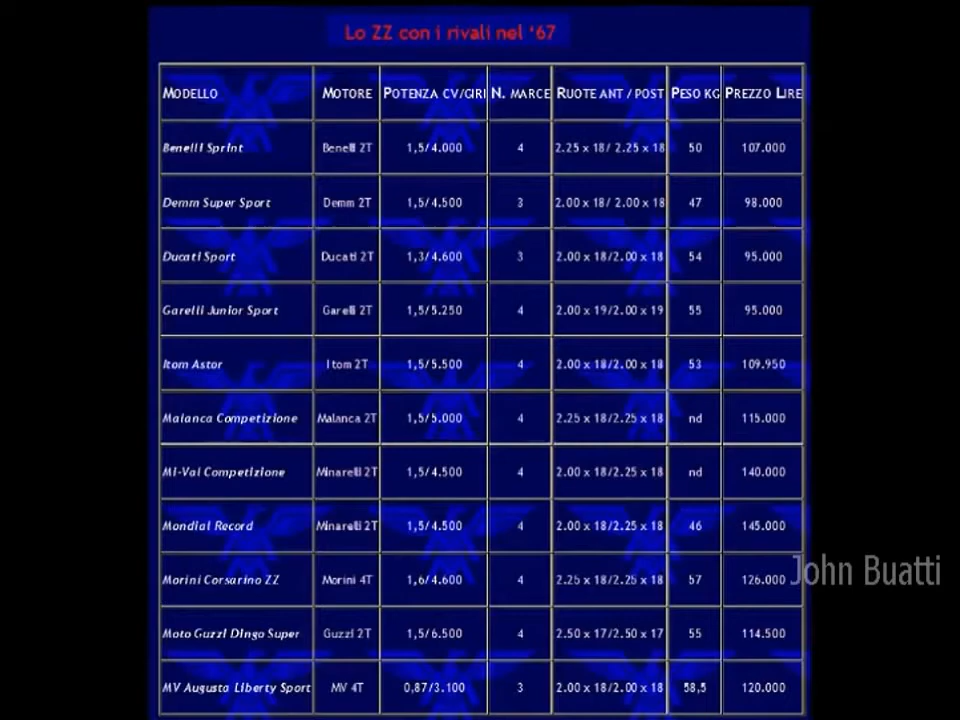 Lo ZZ con i rivali nel '67
MODELLO MOTORE POTENZA CV/GIRI N. MARCE RUOTE ANT / POST PESO KG PREZZO LIRE
Benelli Sprint Benelli 2T 1,5/4.000 4 2.25 x 18/ 2.25 x 18 50 107.000
Demm Super Sport Demm 2T 1,5/4.500 3 2.00 x 18/ 2.00 x 18 47 98.000
Ducati Sport Ducati 2T 1,3/4.600 3 2.00 x 18/2.00 x 18 54 95.000
Garelli Junior Sport Garelli 2T 1,5/5.250 4 2.00 x 19/2.00 x 19 55 95.000
Itom Astor Itom 2T 1,5/5.500 4 2.00 x 18/2.00 x 18 53 109.950
Malanca Competizione Malanca 2T 1,5/5.000 4 2.25 x 18/2.25 x 18 nd 115.000
Mi-Val Competizione Minarelli 2T 1,5/4.500 4 2.00 x 18/2.25 x 18 nd 140.000
Mondial Record Minarelli 2T 1,5/4.500 4 2.00 x 18/2.25 x 18 46 145.000
Morini Corsarino ZZ Morini 4T 1,6/4.600 4 2.25 x 18/2.25 x 18 57 126.000
John Buatti
Moto Guzzi Dingo Super Guzzi 2T 1,5/6.500 4 2.50 x 17/2.50 x 17 55 114.500
MV Augusta Liberty Sport MV 4T 0,87/3.100 3 2.00 x 18/2.00 x 18 58,5 120.000